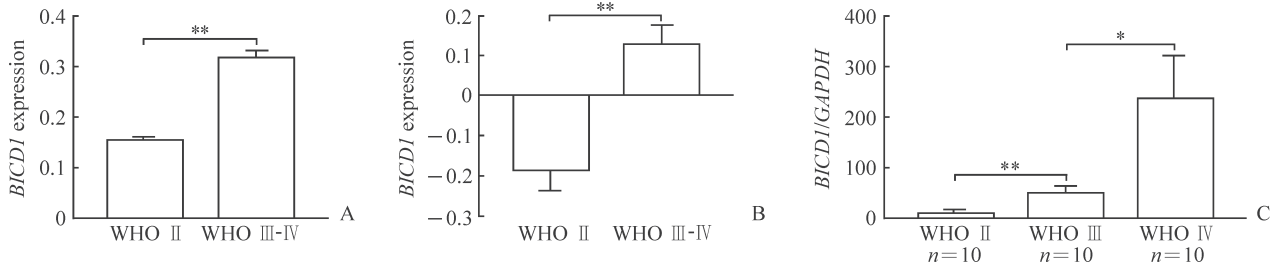 BICD1 expression
0.4
0.3
0.2
0.1
0
**
WHO Ⅱ
WHO Ⅲ-Ⅳ
A
BICD1 expression
0.2
0.1
0
−0.1
−0.2
−0.3
**
WHO Ⅱ
WHO Ⅲ-Ⅳ
B
BICD1/GAPDH
400
300
200
100
0
**
*
WHO Ⅱ
n=10
WHO Ⅲ
n=10
WHO Ⅳ
n=10
C